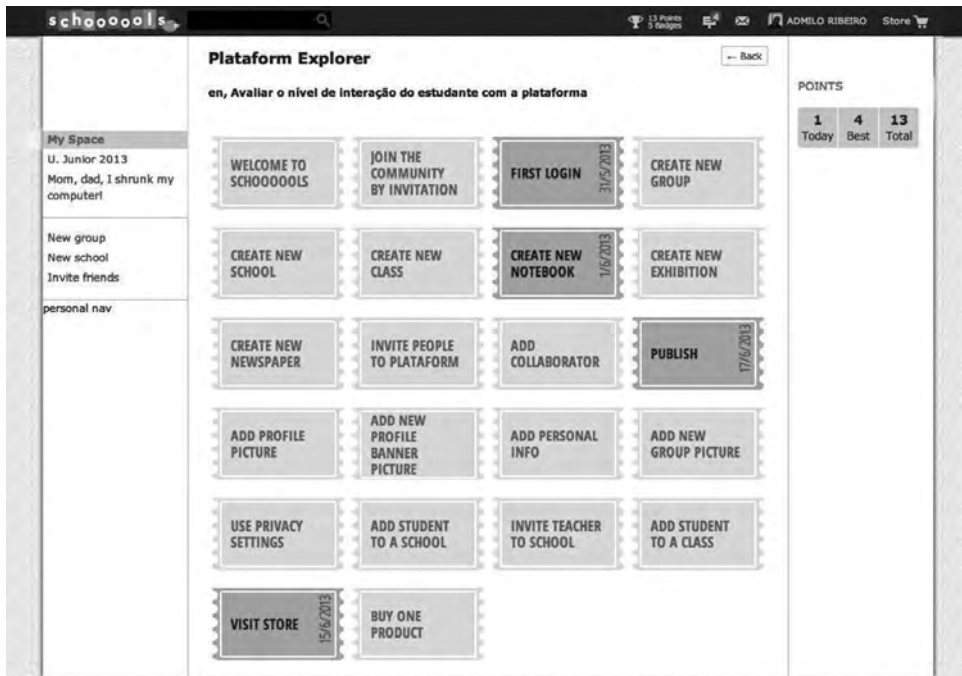 schooools
13 Points
5 Badges
4
ADMILO RIBEIRO
Store
Plataform Explorer
← Back
en, Avaliar o nível de interação do estudante com a plataforma
POINTS
1 4 13
Today Best Total
My Space
U. Junior 2013
Mom, dad, I shrunk my
computer!
New group
New school
Invite friends
personal nav
WELCOME TO
SCHOOOOOLS
JOIN THE
COMMUNITY
BY INVITATION
FIRST LOGIN
31/5/2013
CREATE NEW
GROUP
CREATE NEW
SCHOOL
CREATE NEW
CLASS
CREATE NEW
NOTEBOOK
1/6/2013
CREATE NEW
EXHIBITION
CREATE NEW
NEWSPAPER
INVITE PEOPLE
TO PLATAFORM
ADD
COLLABORATOR
PUBLISH
17/6/2013
ADD PROFILE
PICTURE
ADD NEW
PROFILE
BANNER
PICTURE
ADD PERSONAL
INFO
ADD NEW
GROUP PICTURE
USE PRIVACY
SETTINGS
ADD STUDENT
TO A SCHOOL
INVITE TEACHER
TO SCHOOL
ADD STUDENT
TO A CLASS
VISIT STORE
15/6/2013
BUY ONE
PRODUCT